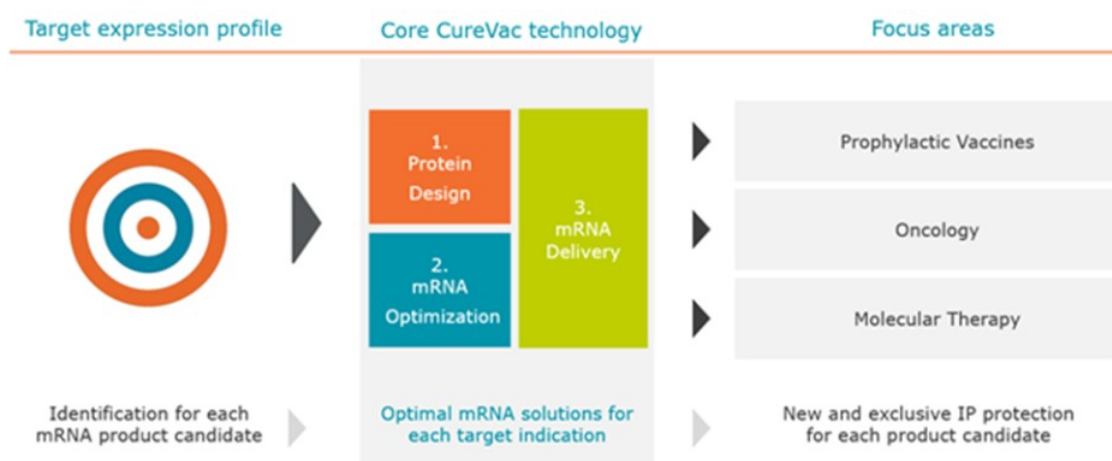 Target expression profile
Core CureVac technology
Focus areas
1.
Protein
Design
2.
mRNA
Optimization
3.
mRNA
Delivery
Prophylactic Vaccines
Oncology
Molecular Therapy
Identification for each
mRNA product candidate
Optimal mRNA solutions for
each target indication
New and exclusive IP protection
for each product candidate